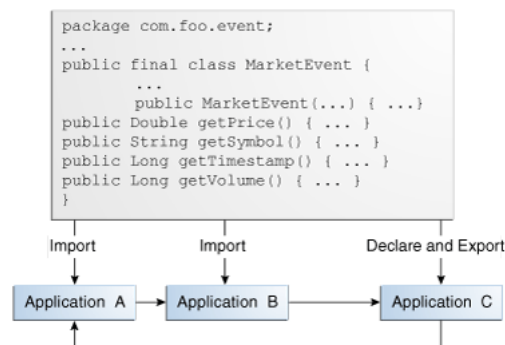 package com.foo.event;
...
public final class MarketEvent {
...
public MarketEvent(...) { ...}
public Double getPrice() { ... }
public String getSymbol() { ... }
public Long getTimestamp() { ... }
public Long getVolume() { ... }
}
Import Import Declare and Export
Application A Application B Application C